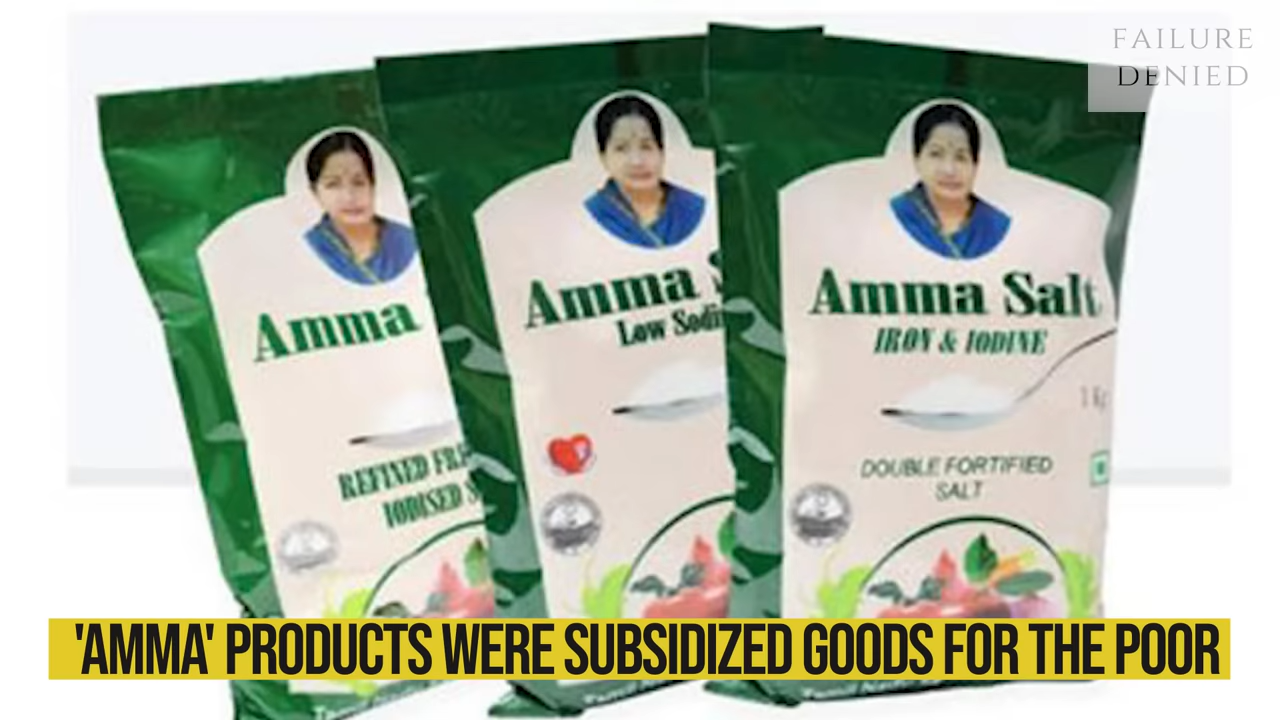 FAILURE
DENIED
Amma
REFINED FR
IODISED
Amma
Low Sodi
Amma Salt
IRON & IODINE
1 Kg
DOUBLE FORTIFIED
SALT
'AMMA' PRODUCTS WERE SUBSIDIZED GOODS FOR THE POOR